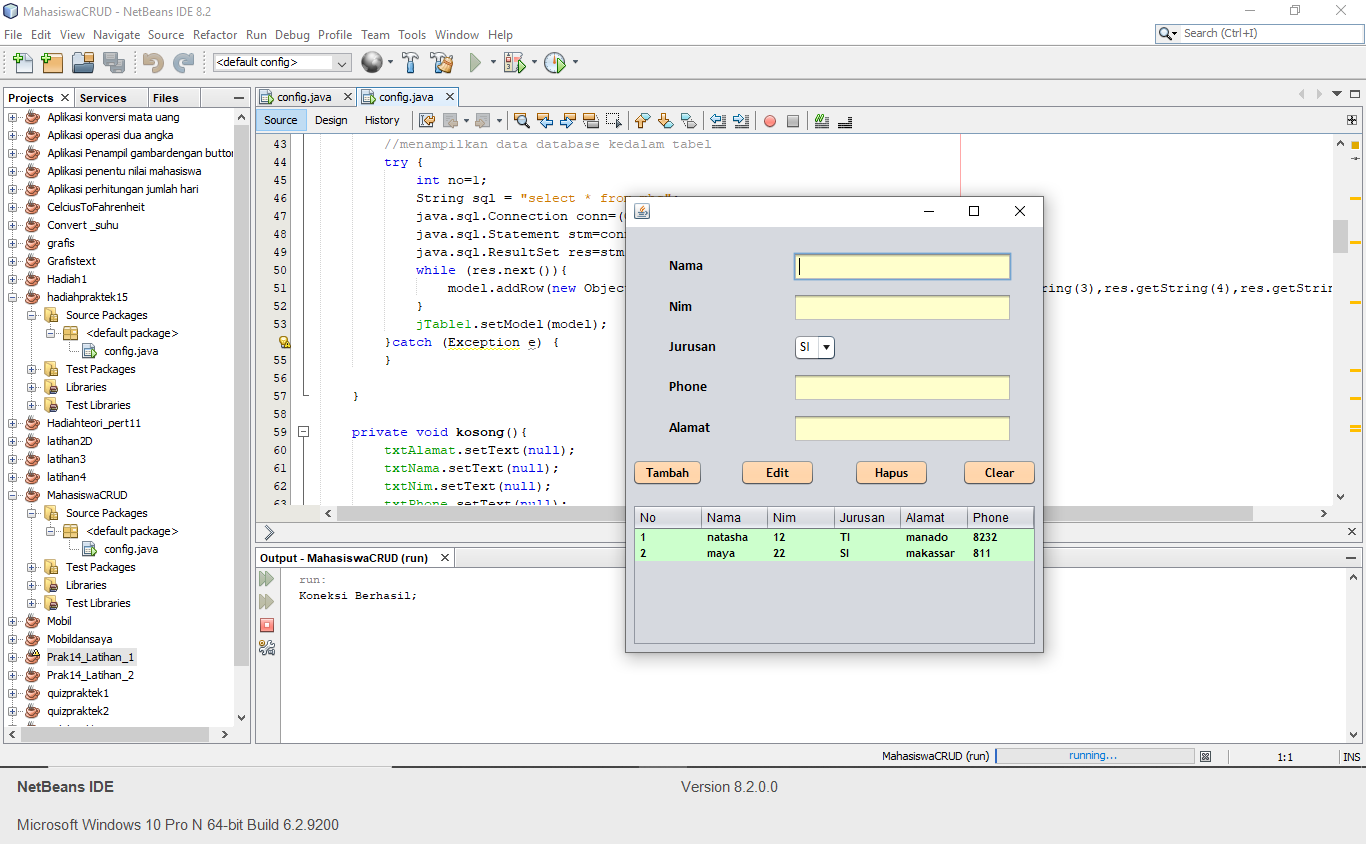 MahasiswaCRUD - NetBeans IDE 8.2
File Edit View Navigate Source Refactor Run Debug Profile Team Tools Window Help
Search (Ctrl+I)
<default config>
Projects
Services
Files
Aplikasi konversi mata uang
Aplikasi operasi dua angka
Aplikasi Penampil gambardengan buttor
Aplikasi penentu nilai mahasiswa
Aplikasi perhitungan jumlah hari
CelciusToFahrenheit
Convert _suhu
grafis
Grafistext
Hadiah1
hadiahpraktek15
Source Packages
<default package>
config.java
Test Packages
Libraries
Test Libraries
Hadiahteori_pert11
latihan2D
latihan3
latihan4
MahasiswaCRUD
Source Packages
<default package>
config.java
Test Packages
Libraries
Test Libraries
Mobil
Mobildansaya
Prak14_Latihan_1
Prak14_Latihan_2
quizpraktek1
quizpraktek2
config.java
config.java
Source
Design
History
43 //menampilkan data database kedalam tabel
44 try {
45 int no=1;
46 String sql = "select * from
47 java.sql.Connection conn=(
48 java.sql.Statement stm=con
49 java.sql.ResultSet res=stm
50 while (res.next()){
51 model.addRow(new Objec ring(3),res.getString(4),res.getStrin
52 }
53 jTable1.setModel(model);
}catch (Exception e) {
55 }
56
57 }
58
59 private void kosong(){
60 txtAlamat.setText(null);
61 txtNama.setText(null);
62 txtNim.setText(null);
63 txtPhone.setText(null);
Output - MahasiswaCRUD (run)
run:
Koneksi Berhasil;
Nama
Nim
Jurusan SI
Phone
Alamat
Tambah Edit Hapus Clear
No Nama Nim Jurusan Alamat Phone
1 natasha 12 TI manado 8232
2 maya 22 SI makassar 811
MahasiswaCRUD (run) running... 1:1 INS
NetBeans IDE Version 8.2.0.0
Microsoft Windows 10 Pro N 64-bit Build 6.2.9200